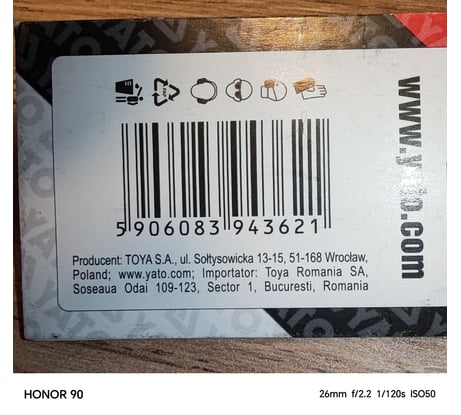 YATO
www.yato.com
5 906083 943621
Producent: TOYA S.A., ul. Sołtysowicka 13-15, 51-168 Wrocław,
Poland; www.yato.com; Importator: Toya Romania SA,
Soseaua Odai 109-123, Sector 1, Bucuresti, Romania
YATO
HONOR 90
26mm f/2.2 1/120s ISO50